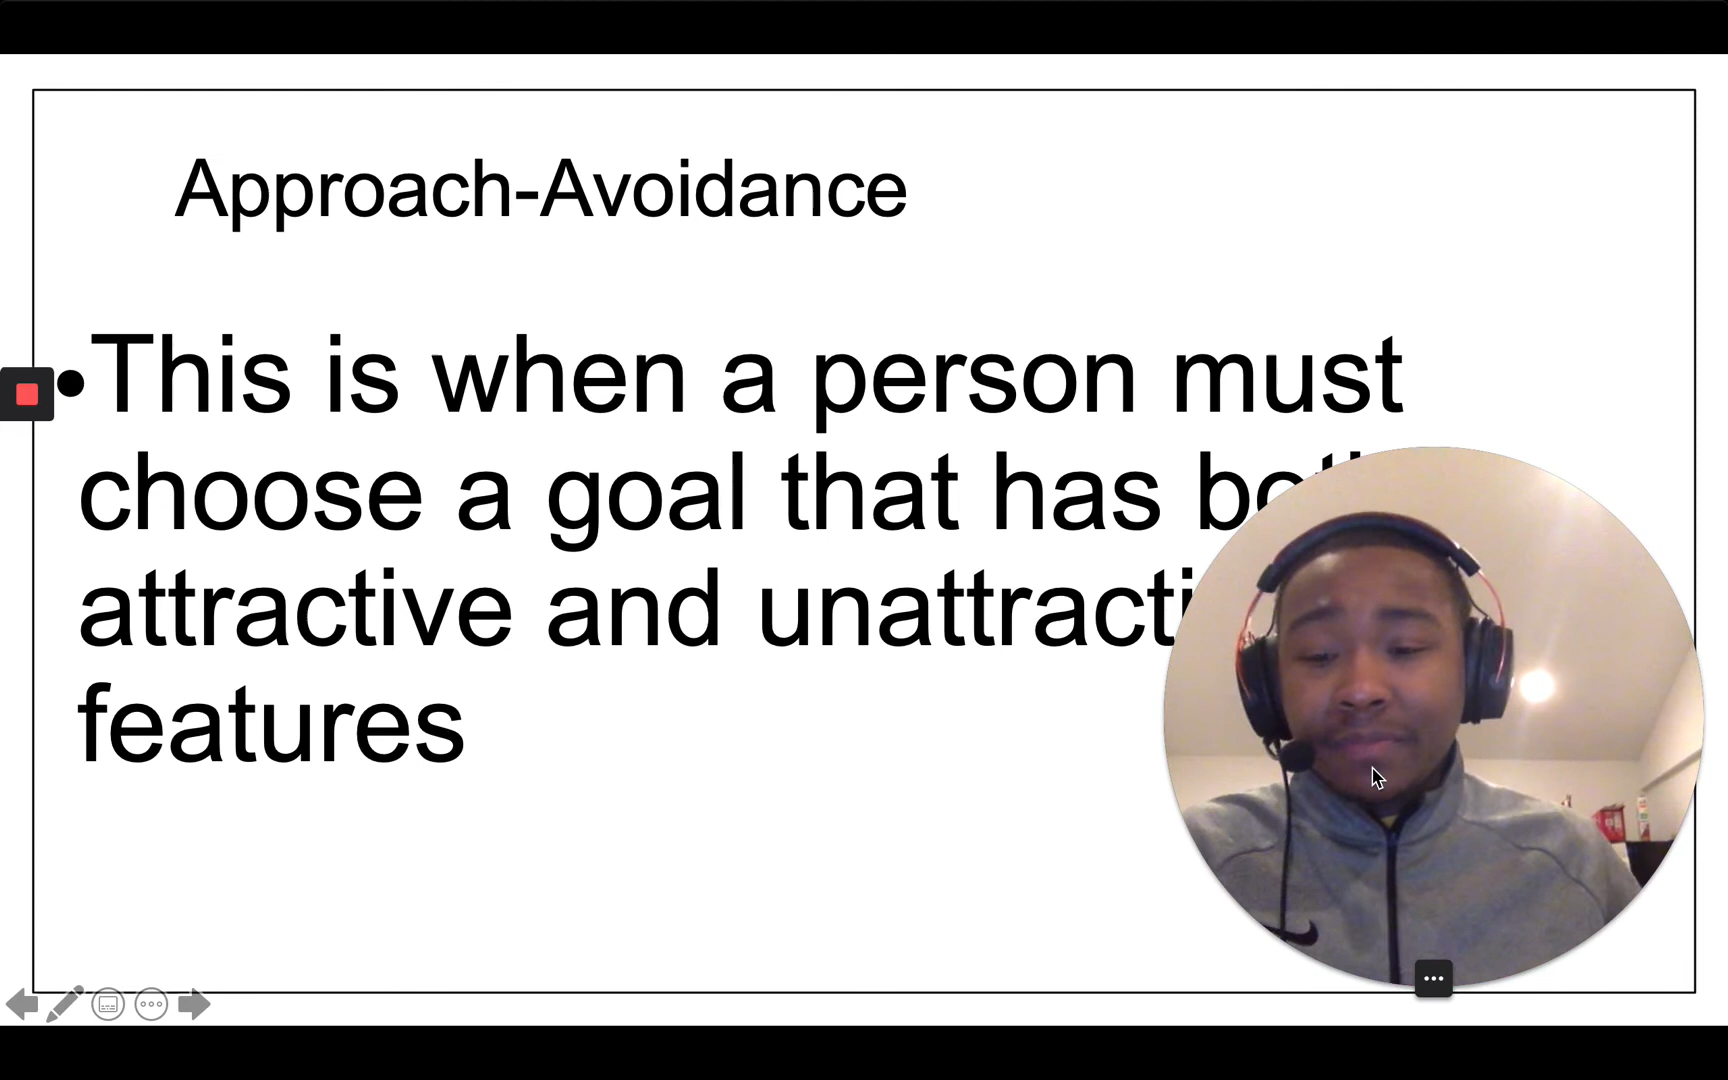 Approach-Avoidance
•This is when a person must
choose a goal that has
attractive and
features